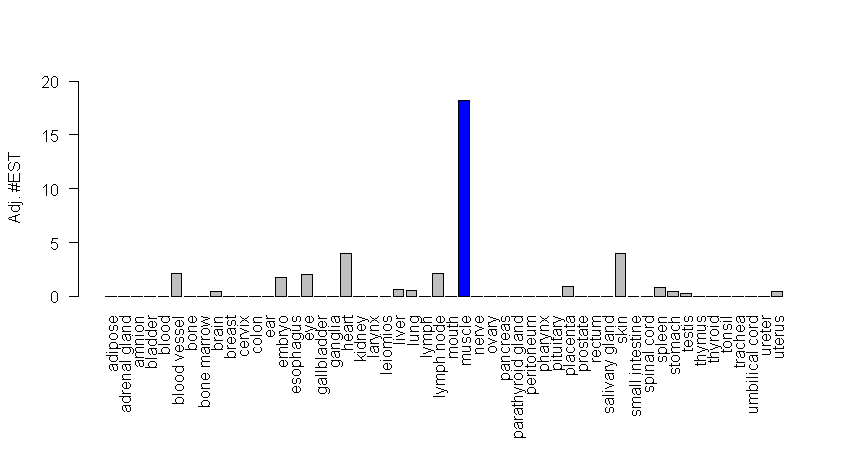 Adj. #EST
20
15
10
5
0
adipose
adrenal gland
amnion
bladder
blood
blood vessel
bone
bone marrow
brain
breast
cervix
colon
ear
embryo
esophagus
eye
gallbladder
ganglia
heart
kidney
larynx
leiomios
liver
lung
lymph
lymph node
mouth
muscle
nerve
ovary
pancreas
parathyroid gland
peritoneum
pharynx
pituitary
placenta
prostate
rectum
salivary gland
skin
small intestine
spinal cord
spleen
stomach
testis
thymus
thyroid
tonsil
trachea
umbilical cord
ureter
uterus